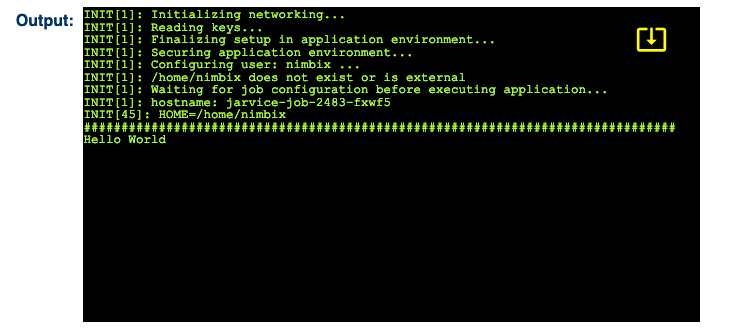 Output:
INIT[1]: Initializing networking...
INIT[1]: Reading keys...
INIT[1]: Finalizing setup in application environment...
INIT[1]: Securing application environment...
INIT[1]: Configuring user: nimbix ...
INIT[1]: /home/nimbix does not exist or is external
INIT[1]: Waiting for job configuration before executing application...
INIT[1]: hostname: jarvice-job-2483-fxwf5
INIT[45]: HOME=/home/nimbix
################################################################################
Hello World